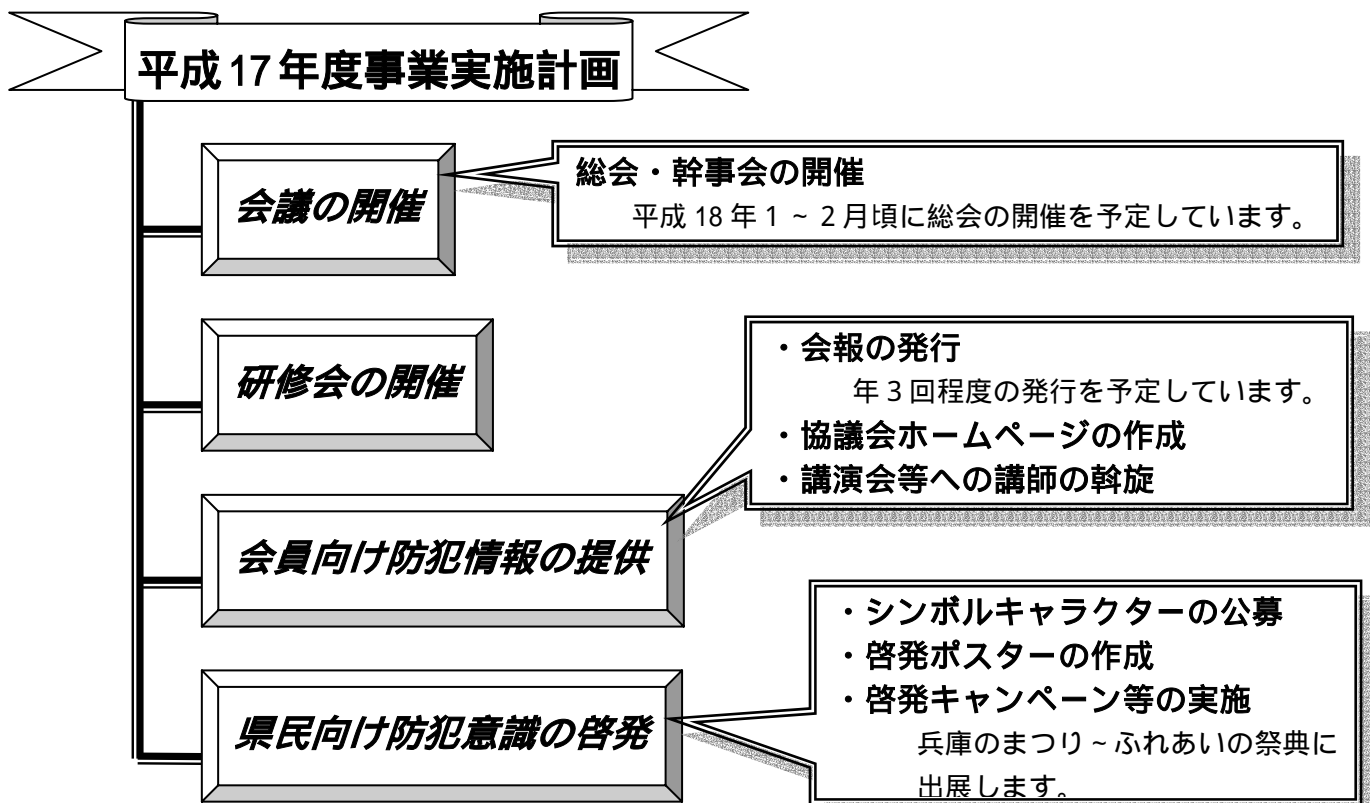 平成17年度事業実施計画
会議の開催
総会・幹事会の開催
平成18年1~2月頃に総会の開催を予定しています。
研修会の開催
・会報の発行
年3回程度の発行を予定しています。
・協議会ホームページの作成
・講演会等への講師の斡旋
会員向け防犯情報の提供
・シンボルキャラクターの公募
・啓発ポスターの作成
・啓発キャンペーン等の実施
兵庫のまつり~ふれあいの祭典に
出展します。
県民向け防犯意識の啓発